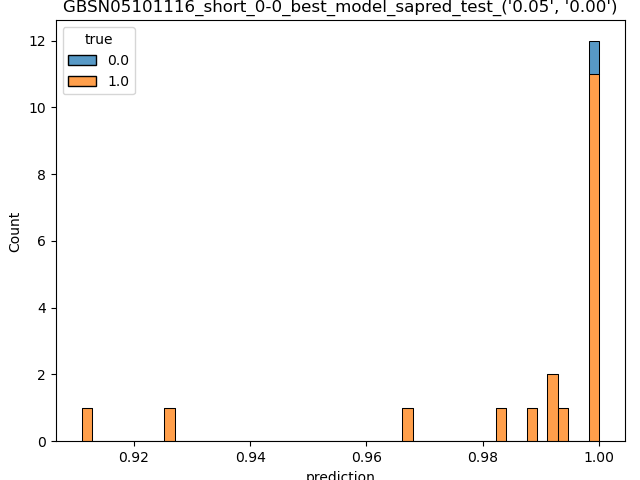 GBSN05101116_short_0-0_best_model_sapred_test_('0.05', '0.00')
true
0.0
1.0
Count
12
10
8
6
4
2
0
0.92 0.94 0.96 0.98 1.00
prediction